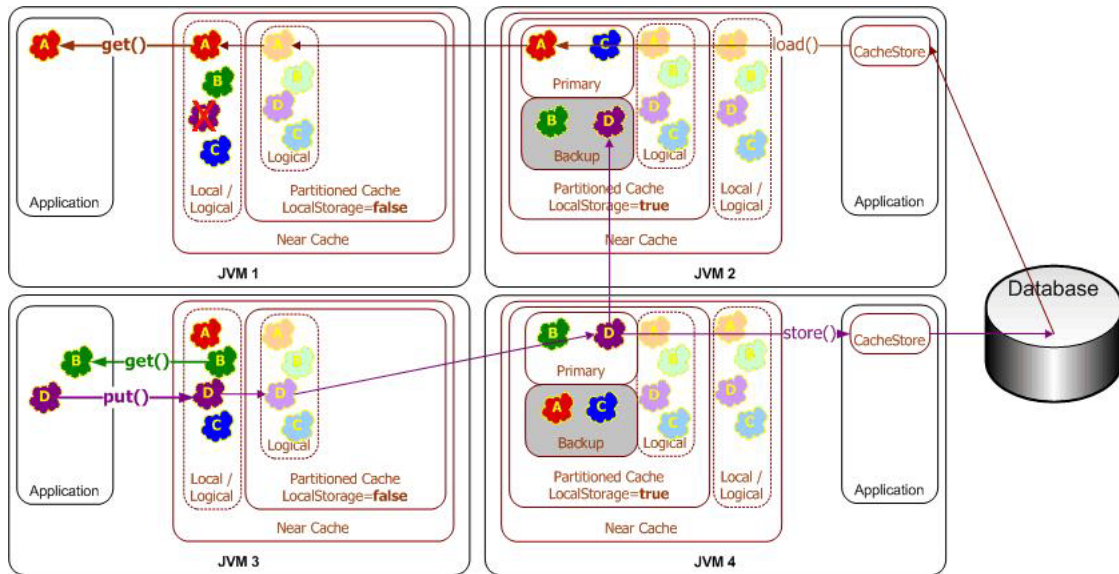 A get() A A A C A A load() CacheStore
B B B B
D D D
X
Primary
C C B D C C
Logical Backup Logical
Application Local / Logical Partitioned Cache LocalStorage=false Partitioned Cache LocalStorage=true Local / Logical Application
Near Cache Near Cache
JVM 1 JVM 2
Database
A A B D A A store() CacheStore
B get() B B B B
Primary
D put() D D D D
C C A C C C
Logical Backup Logical
Application Local / Logical Partitioned Cache LocalStorage=false Partitioned Cache LocalStorage=true Local / Logical Application
Near Cache Near Cache
JVM 3 JVM 4